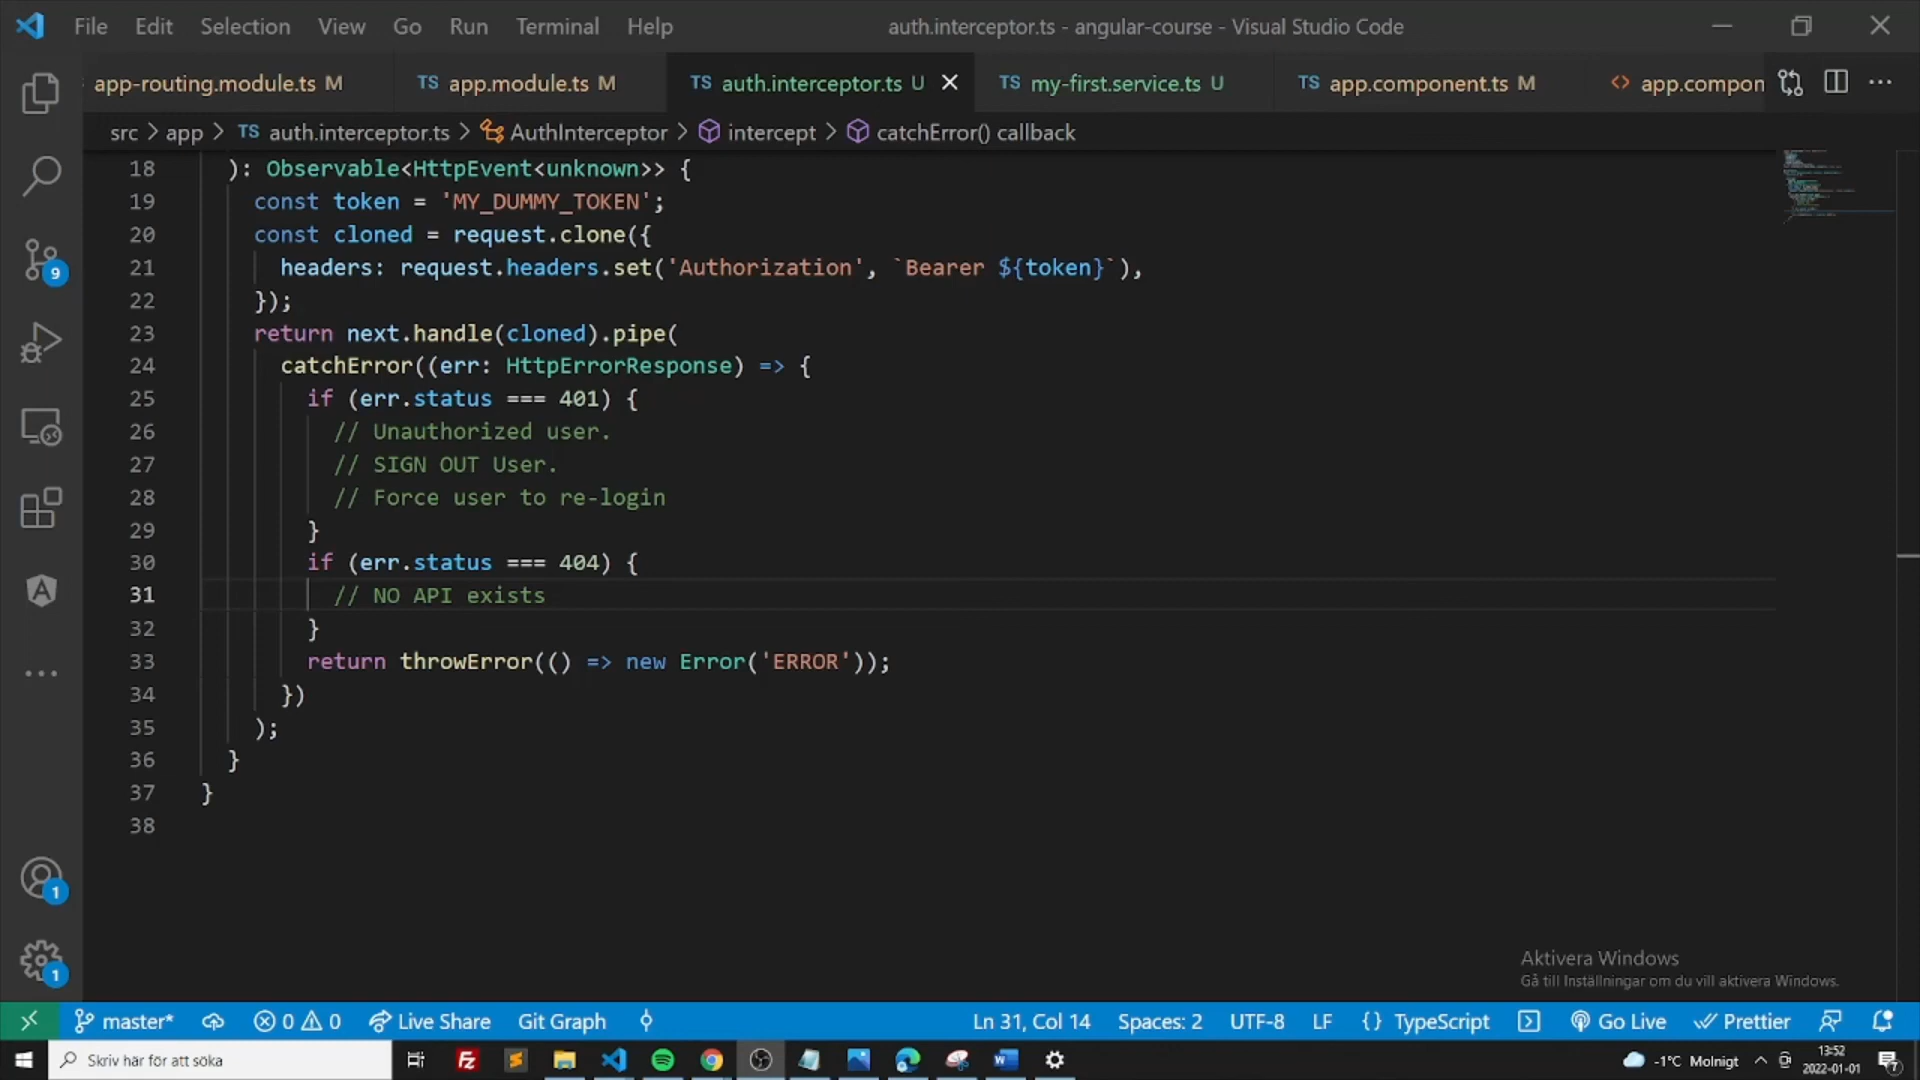 File Edit Selection View Go Run Terminal Help auth.interceptor.ts - angular-course - Visual Studio Code
app-routing.module.ts M TS app.module.ts M TS auth.interceptor.ts U TS my-first.service.ts U TS app.component.ts M <> app.compon
src > app > TS auth.interceptor.ts > AuthInterceptor > intercept > catchError() callback
18 ): Observable<HttpEvent<unknown>> {
19 const token = 'MY_DUMMY_TOKEN';
20 const cloned = request.clone({
21 headers: request.headers.set('Authorization', `Bearer ${token}`),
22 });
23 return next.handle(cloned).pipe(
24 catchError((err: HttpErrorResponse) => {
25 if (err.status === 401) {
26 // Unauthorized user.
27 // SIGN OUT User.
28 // Force user to re-login
29 }
30 if (err.status === 404) {
31 // NO API exists
32 }
33 return throwError(() => new Error('ERROR'));
34 })
35 );
36 }
37 }
38
9
1
1
Aktivera Windows
Gå till Inställningar om du vill aktivera Windows.
master* 0 0 Live Share Git Graph Ln 31, Col 14 Spaces: 2 UTF-8 LF {} TypeScript Go Live Prettier
Skriv här för att söka -1°C Molnigt 13:52
2022-01-01 7